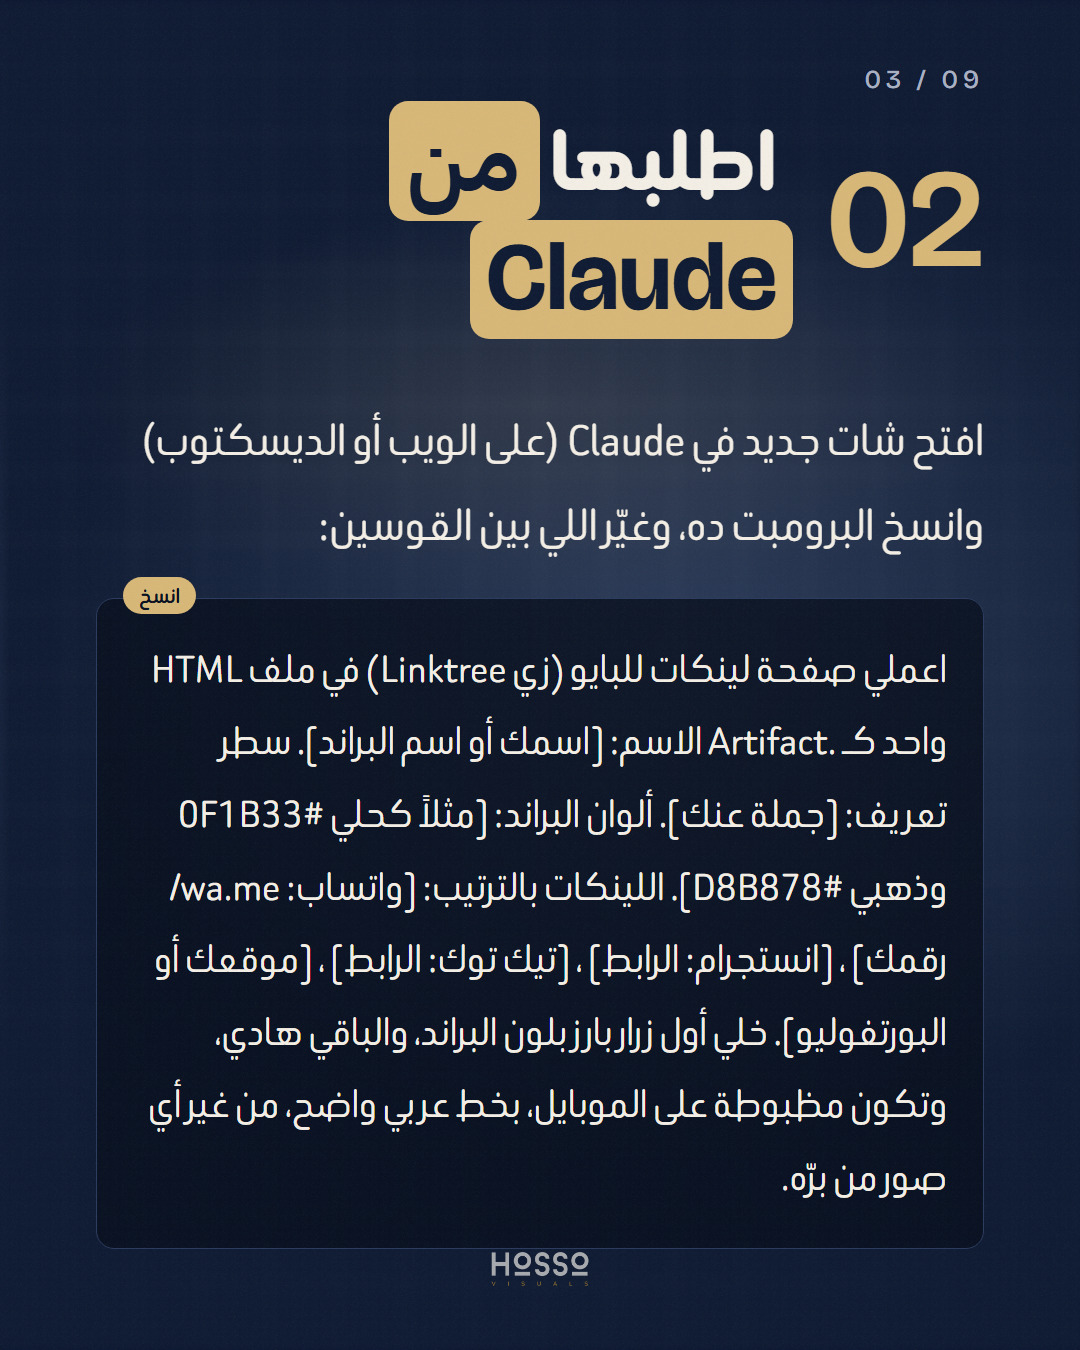 03 / 09
02
اطلبها من
Claude
افتح شات جديد في Claude (على الويب أو الديسكتوب)
وانسخ البرومبت ده، وغيّر اللي بين القوسين:
انسخ
اعملي صفحة لينكات للبايو (زي Linktree) في ملف HTML
واحد كـ .Artifact الاسم: [اسمك أو اسم البراند]. سطر
تعريف: [جملة عنك]. ألوان البراند: [مثلاً كحلي #0F1B33
وذهبي #D8B878]. اللينكات بالترتيب: [واتساب: wa.me/
رقمك]، [انستجرام: الرابط]، [تيك توك: الرابط]، [موقعك أو
البورتفوليو]. خلي أول زرار بارز بلون البراند، والباقي هادي،
وتكون مظبوطة على الموبايل، بخط عربي واضح، من غير أي
صور من برّه.
HOSSO
VISUALS